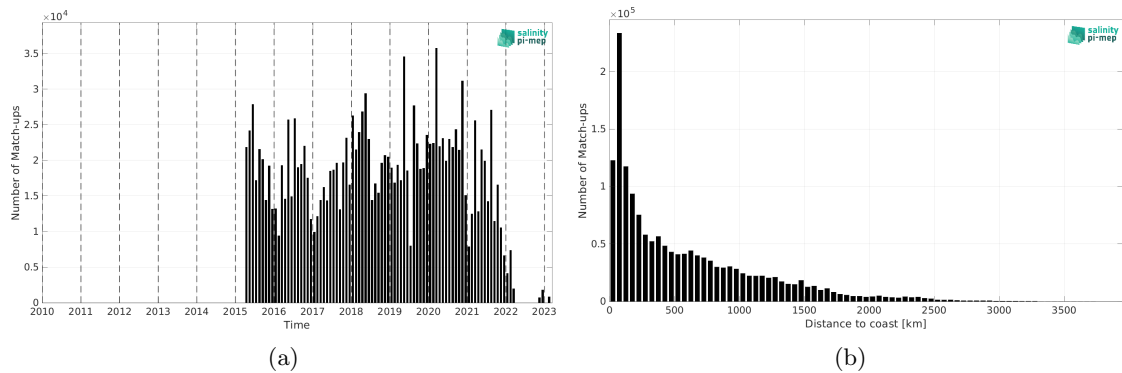 ×10⁴
salinity
pi-mep
3.5
3
2.5
2
1.5
1
0.5
0
Number of Match-ups
2010 2011 2012 2013 2014 2015 2016 2017 2018 2019 2020 2021 2022 2023
Time
(a)
×10⁵
salinity
pi-mep
2
1.5
1
0.5
0
Number of Match-ups
0 500 1000 1500 2000 2500 3000 3500
Distance to coast [km]
(b)